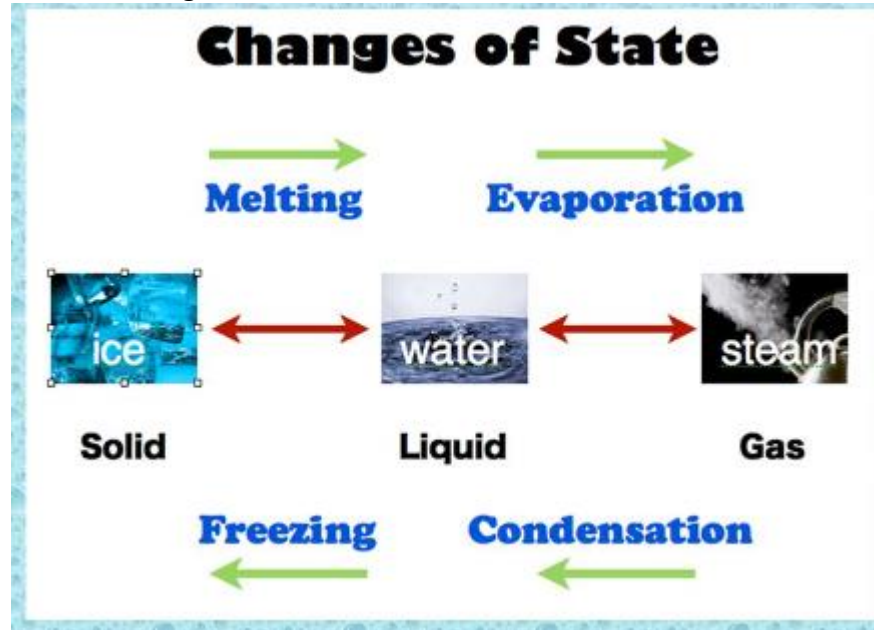 Changes of State
Melting Evaporation
ice water steam
Solid Liquid Gas
Freezing Condensation